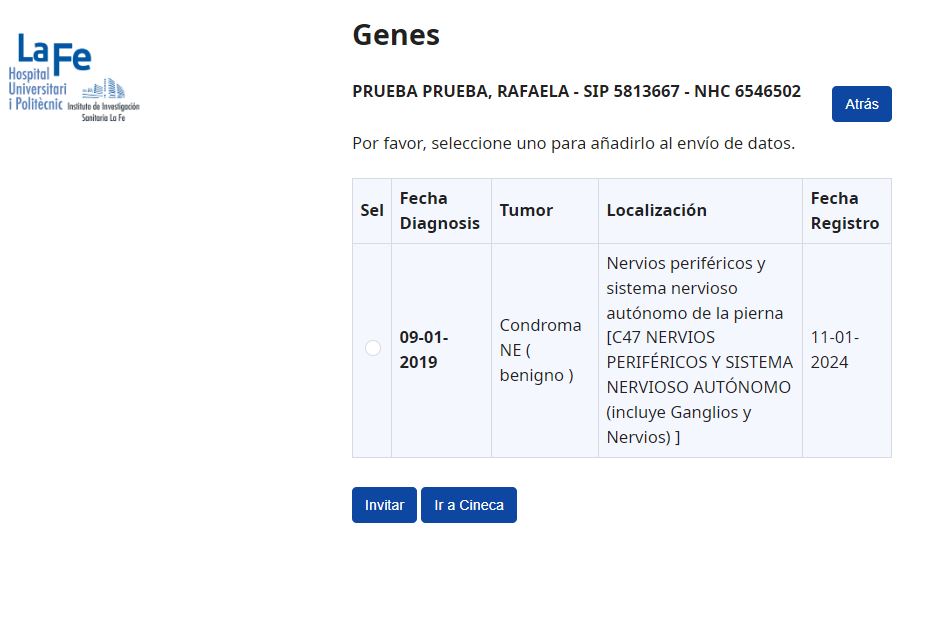 La Fe
Hospital
Universitari
i Politècnic
Instituto de Investigación
Sanitaria La Fe
Genes
PRUEBA PRUEBA, RAFAELA - SIP 5813667 - NHC 6546502
Atrás
Por favor, seleccione uno para añadirlo al envío de datos.
Sel
Fecha
Diagnosis
Tumor
Localización
Fecha
Registro
09-01-
2019
Condroma
NE (
benigno )
Nervios periféricos y
sistema nervioso
autónomo de la pierna
[C47 NERVIOS
PERIFÉRICOS Y SISTEMA
NERVIOSO AUTÓNOMO
(incluye Ganglios y
Nervios) ]
11-01-
2024
Invitar
Ir a Cineca